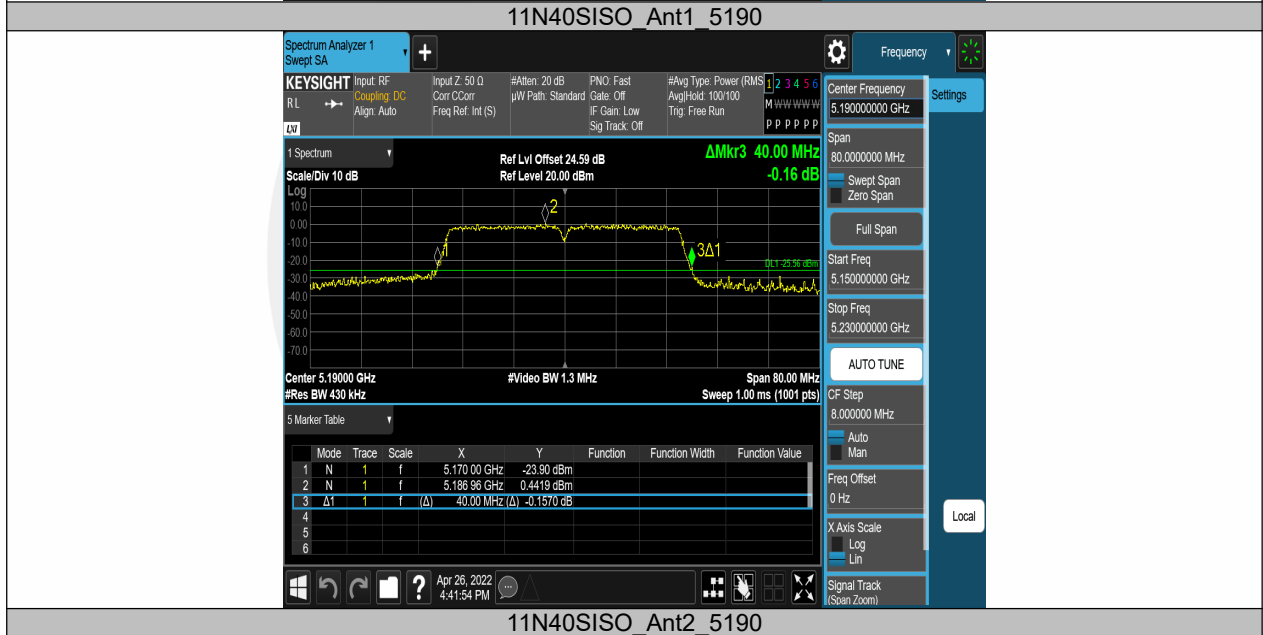 11N40SISO_Ant1_5190
Spectrum Analyzer 1
Swept SA
+
Frequency
KEYSIGHT
Input: RF
Coupling: DC
Align: Auto
Input Z: 50 Ω
Corr CCorr
Freq Ref: Int (S)
#Atten: 20 dB
µW Path: Standard
PNO: Fast
Gate: Off
IF Gain: Low
Sig Track: Off
#Avg Type: Power (RMS
Avg|Hold: 100/100
Trig: Free Run
1 2 3 4 5 6
M W W W W W
P P P P P P
RL
LXI
1 Spectrum
Scale/Div 10 dB
Ref Lvl Offset 24.59 dB
Ref Level 20.00 dBm
ΔMkr3 40.00 MHz
-0.16 dB
Log
10.0
0.00
-10.0
-20.0
-30.0
-40.0
-50.0
-60.0
-70.0
1
2
3Δ1
DL1 -25.56 dBm
Center 5.19000 GHz
#Res BW 430 kHz
#Video BW 1.3 MHz
Span 80.00 MHz
Sweep 1.00 ms (1001 pts)
5 Marker Table
Mode Trace Scale X Y Function Function Width Function Value
1 N 1 f 5.170 00 GHz -23.90 dBm
2 N 1 f 5.186 96 GHz 0.4419 dBm
3 Δ1 1 f (Δ) 40.00 MHz (Δ) -0.1570 dB
4
5
6
?
Apr 26, 2022
4:41:54 PM
Center Frequency
5.190000000 GHz
Settings
Span
80.0000000 MHz
Swept Span
Zero Span
Full Span
Start Freq
5.150000000 GHz
Stop Freq
5.230000000 GHz
AUTO TUNE
CF Step
8.000000 MHz
Auto
Man
Freq Offset
0 Hz
X Axis Scale
Log
Lin
Local
Signal Track
(Span Zoom)
11N40SISO_Ant2_5190